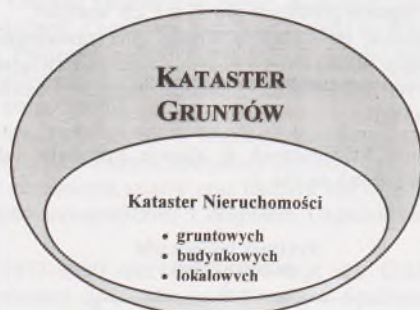 KATASTER
GRUNTÓW
Kataster Nieruchomości
• gruntowych
• budynkowych
• lokalowych